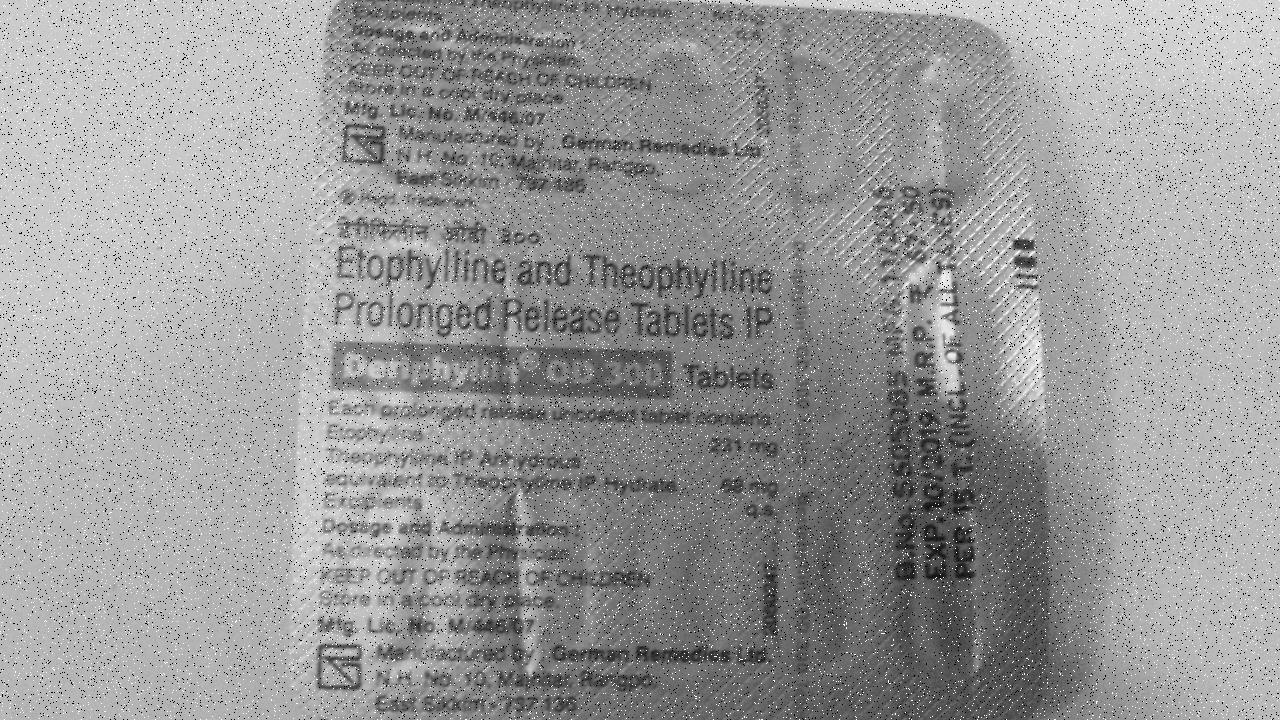 Theophylline IP Hydrate 69 mg
Excipients q.s.
Dosage and Administration :
As directed by the Physician.
KEEP OUT OF REACH OF CHILDREN
Store in a cool dry place.
Mfg. Lic. No. M/446/07
Manufactured by : German Remedies Ltd.
N.H. No. 10, Majhitar, Rangpo,
East Sikkim - 737 136
® Regd. Trademark
डेरीफिलीन ओडी ३००
Etophylline and Theophylline
Prolonged Release Tablets IP
Deriphyllin® OD 300 Tablets
Each prolonged release uncoated tablet contains:
Etophylline 231 mg
Theophylline IP Anhydrous
equivalent to Theophylline IP Hydrate 69 mg
Excipients q.s.
Dosage and Administration :
As directed by the Physician.
KEEP OUT OF REACH OF CHILDREN
Store in a cool dry place.
Mfg. Lic. No. M/446/07
Manufactured by : German Remedies Ltd.
N.H. No. 10, Majhitar, Rangpo,
East Sikkim - 737 136
EXP. 10/2019 M.R.P. ₹
PER 15 T.(INCL. OF ALL TAXES)